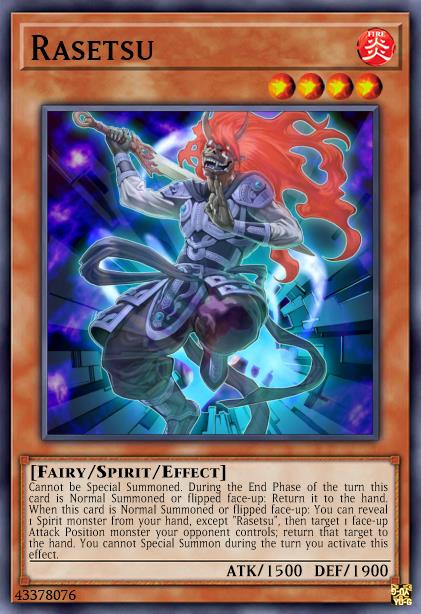 RASETSU
FIRE
炎
[FAIRY/SPIRIT/EFFECT]
Cannot be Special Summoned. During the End Phase of the turn this
card is Normal Summoned or flipped face-up: Return it to the hand.
When this card is Normal Summoned or flipped face-up: You can reveal
1 Spirit monster from your hand, except "Rasetsu", then target 1 face-up
Attack Position monster your opponent controls; return that target to
the hand. You cannot Special Summon during the turn you activate this
effect.
ATK/1500 DEF/1900
43378076